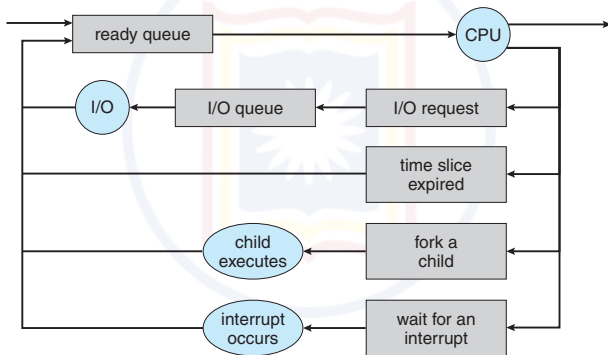 ready queue
CPU
I/O
I/O queue
I/O request
time slice
expired
child
executes
fork a
child
interrupt
occurs
wait for an
interrupt